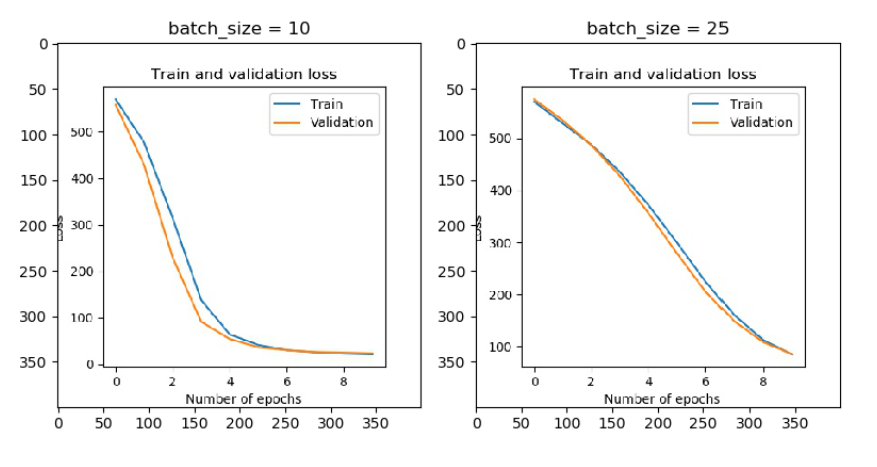 batch_size = 10
Train and validation loss
Train
Validation
0
50
100
150
200
250
300
350
500
400
300
200
100
0
Loss
0 2 4 6 8
Number of epochs
0 50 100 150 200 250 300 350
batch_size = 25
Train and validation loss
Train
Validation
0
50
100
150
200
250
300
350
500
400
300
200
100
Loss
0 2 4 6 8
Number of epochs
0 50 100 150 200 250 300 350